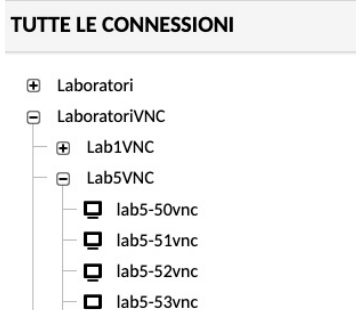 TUTTE LE CONNESSIONI
Laboratori
LaboratoriVNC
Lab1VNC
Lab5VNC
lab5-50vnc
lab5-51vnc
lab5-52vnc
lab5-53vnc